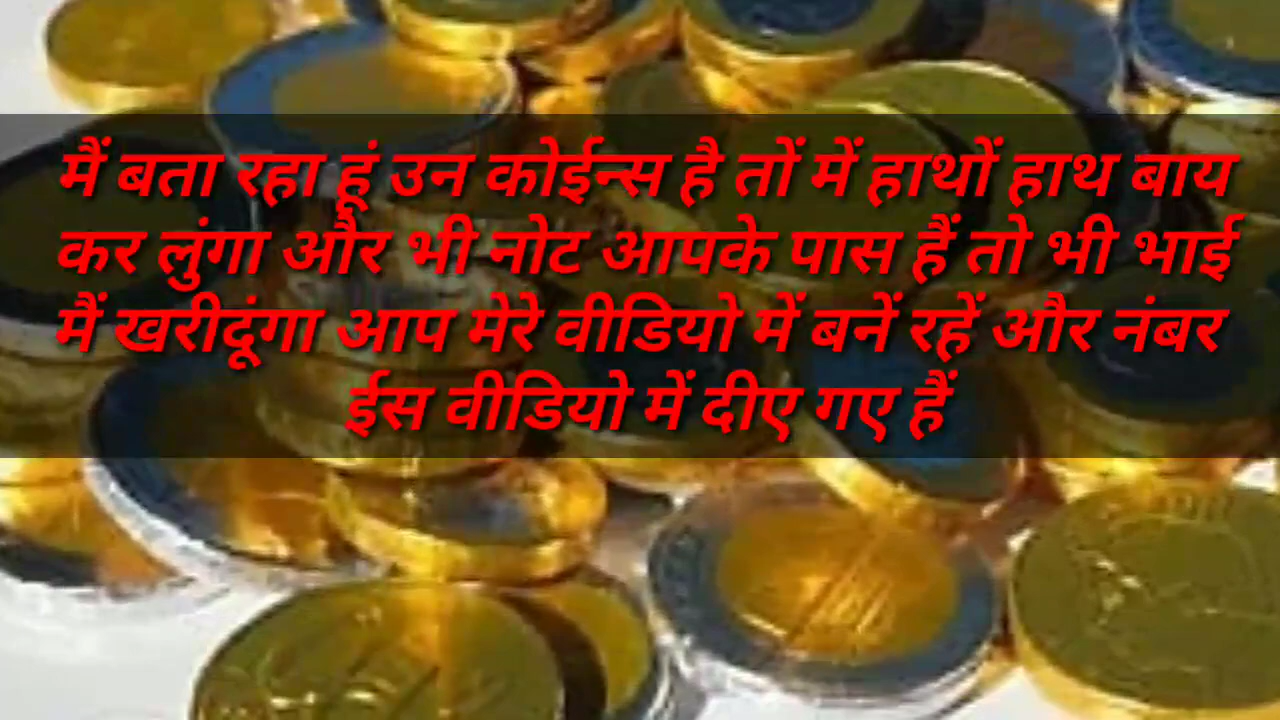 मैं बता रहा हूं उन कोईन्स है तों में हाथों हाथ बाय
कर लुंगा और भी नोट आपके पास हैं तो भी भाई
मैं खरीदूंगा आप मेरे वीडियो में बनें रहें और नंबर
ईस वीडियो में दीए गए हैं